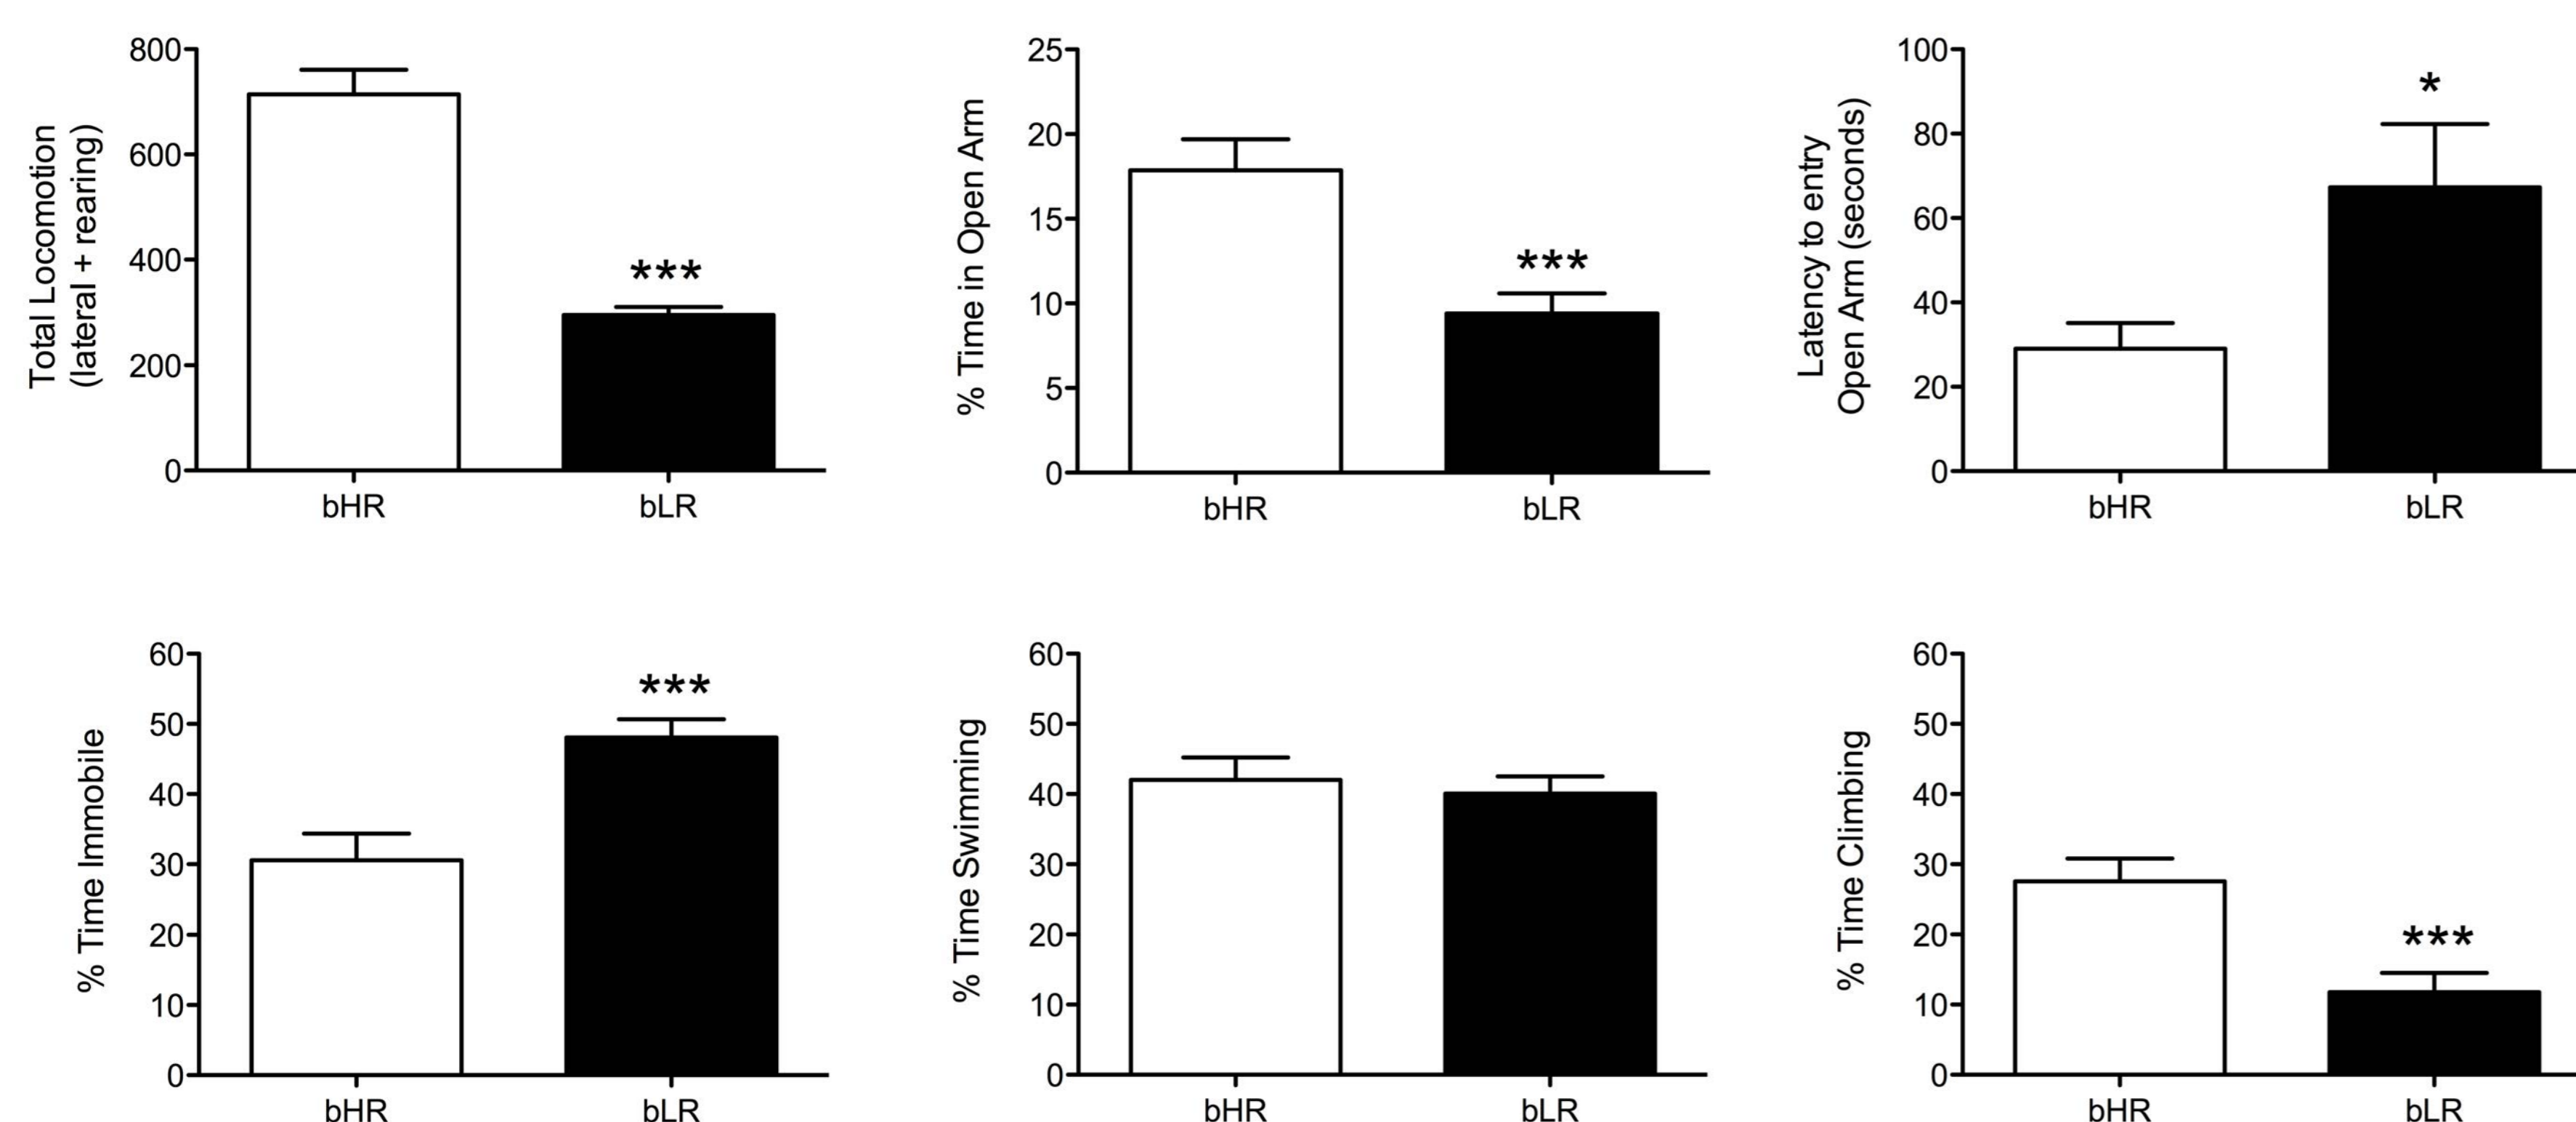 Total Locomotion
(lateral + rearing)
800
600
400
200
0
***
bHR
bLR
% Time in Open Arm
25
20
15
10
5
0
***
bHR
bLR
Latency to entry
Open Arm (seconds)
100
80
60
40
20
0
*
bHR
bLR
% Time Immobile
60
50
40
30
20
10
0
***
bHR
bLR
% Time Swimming
60
50
40
30
20
10
0
bHR
bLR
% Time Climbing
60
50
40
30
20
10
0
***
bHR
bLR